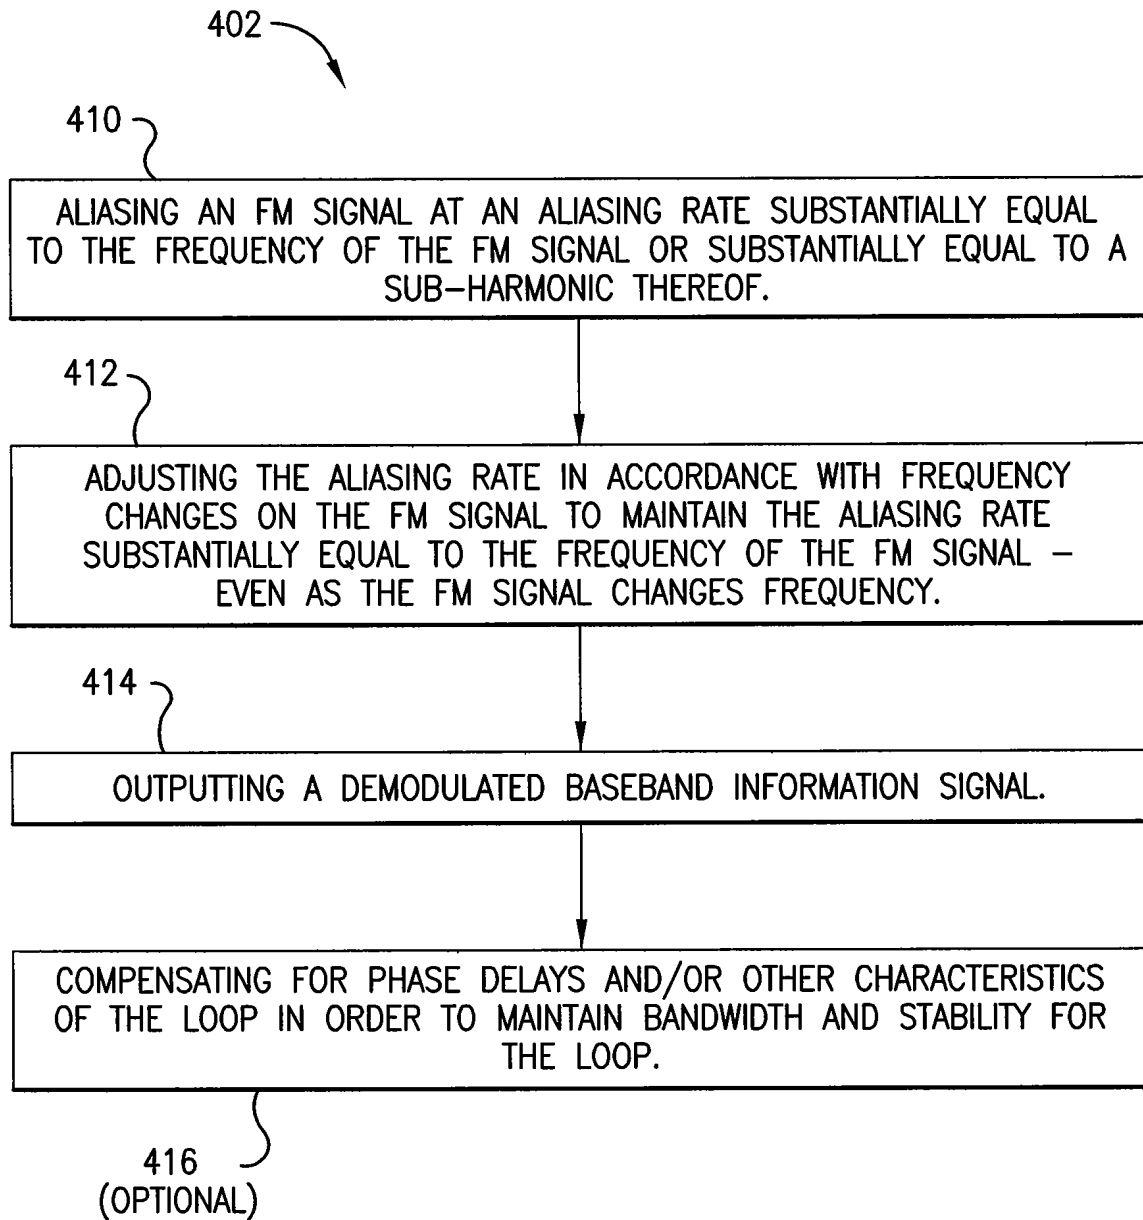 402
410
ALIASING AN FM SIGNAL AT AN ALIASING RATE SUBSTANTIALLY EQUAL
TO THE FREQUENCY OF THE FM SIGNAL OR SUBSTANTIALLY EQUAL TO A
SUB-HARMONIC THEREOF.
412
ADJUSTING THE ALIASING RATE IN ACCORDANCE WITH FREQUENCY
CHANGES ON THE FM SIGNAL TO MAINTAIN THE ALIASING RATE
SUBSTANTIALLY EQUAL TO THE FREQUENCY OF THE FM SIGNAL –
EVEN AS THE FM SIGNAL CHANGES FREQUENCY.
414
OUTPUTTING A DEMODULATED BASEBAND INFORMATION SIGNAL.
COMPENSATING FOR PHASE DELAYS AND/OR OTHER CHARACTERISTICS
OF THE LOOP IN ORDER TO MAINTAIN BANDWIDTH AND STABILITY FOR
THE LOOP.
416
(OPTIONAL)